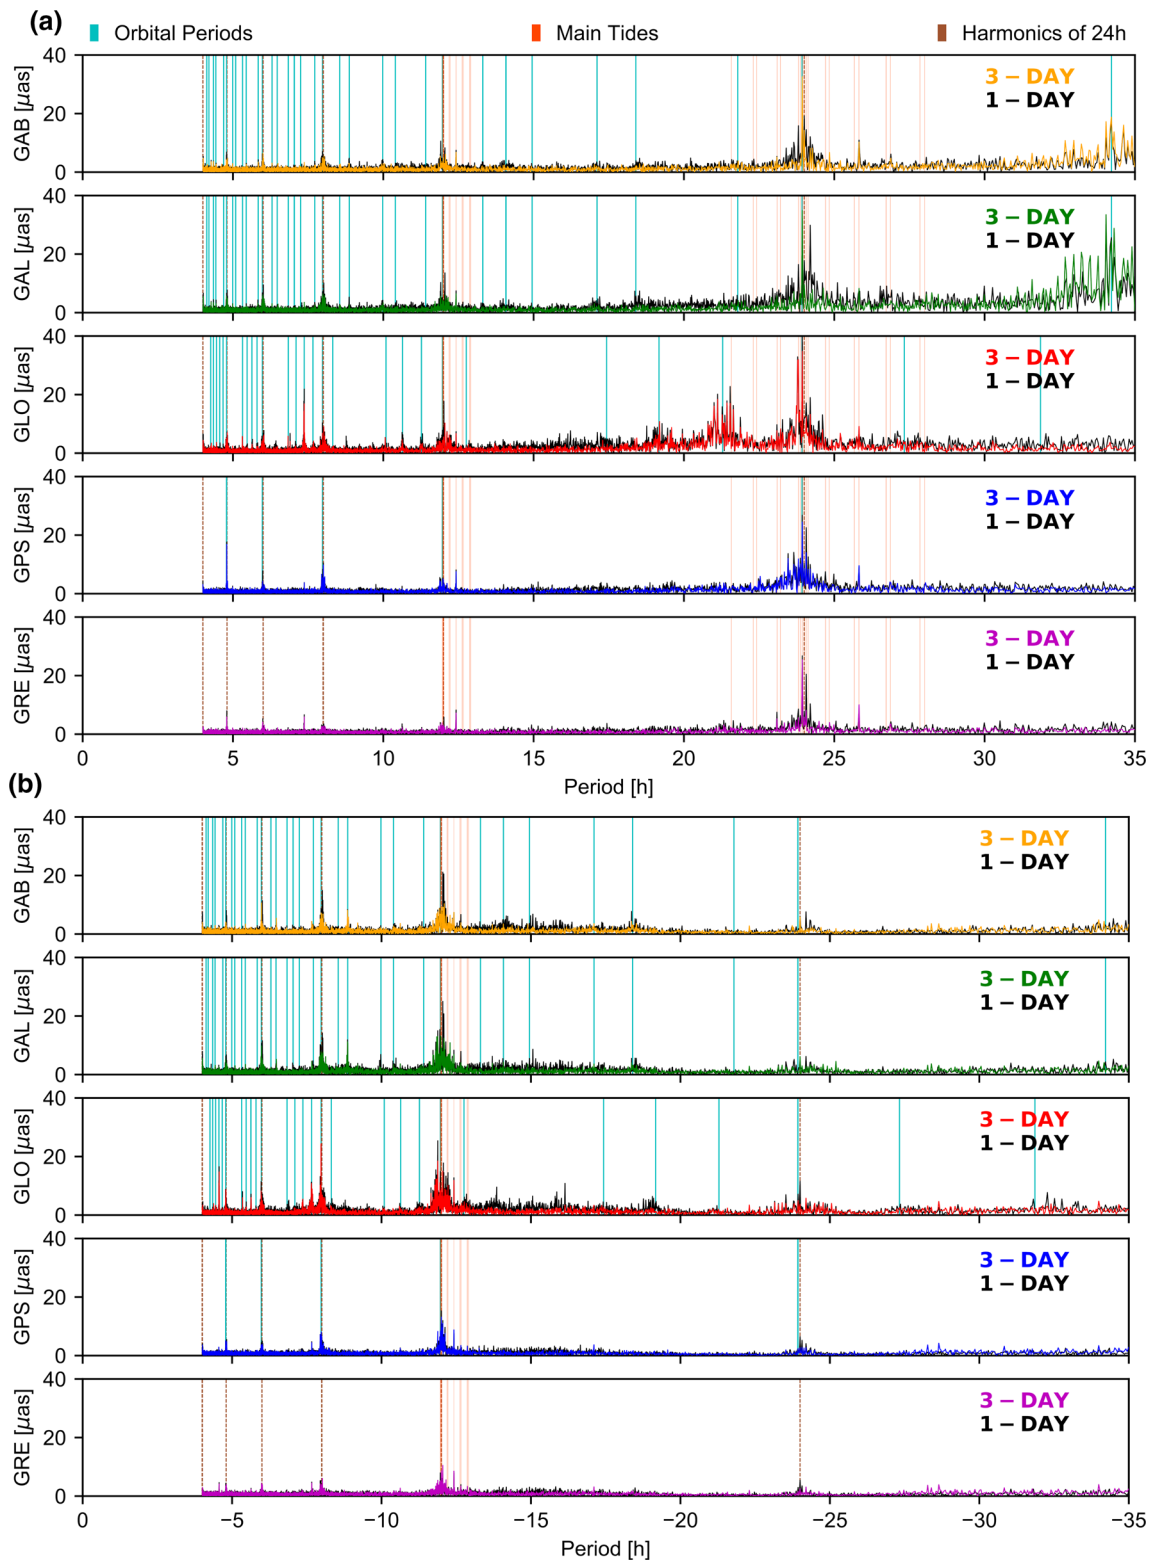 (a)
Orbital Periods Main Tides Harmonics of 24h
40
20
0
GAB [µas]
3 – DAY
1 – DAY
40
20
0
GAL [µas]
3 – DAY
1 – DAY
40
20
0
GLO [µas]
3 – DAY
1 – DAY
40
20
0
GPS [µas]
3 – DAY
1 – DAY
40
20
0
GRE [µas]
3 – DAY
1 – DAY
0 5 10 15 20 25 30 35
Period [h]
(b)
40
20
0
GAB [µas]
3 – DAY
1 – DAY
40
20
0
GAL [µas]
3 – DAY
1 – DAY
40
20
0
GLO [µas]
3 – DAY
1 – DAY
40
20
0
GPS [µas]
3 – DAY
1 – DAY
40
20
0
GRE [µas]
3 – DAY
1 – DAY
0 −5 −10 −15 −20 −25 −30 −35
Period [h]